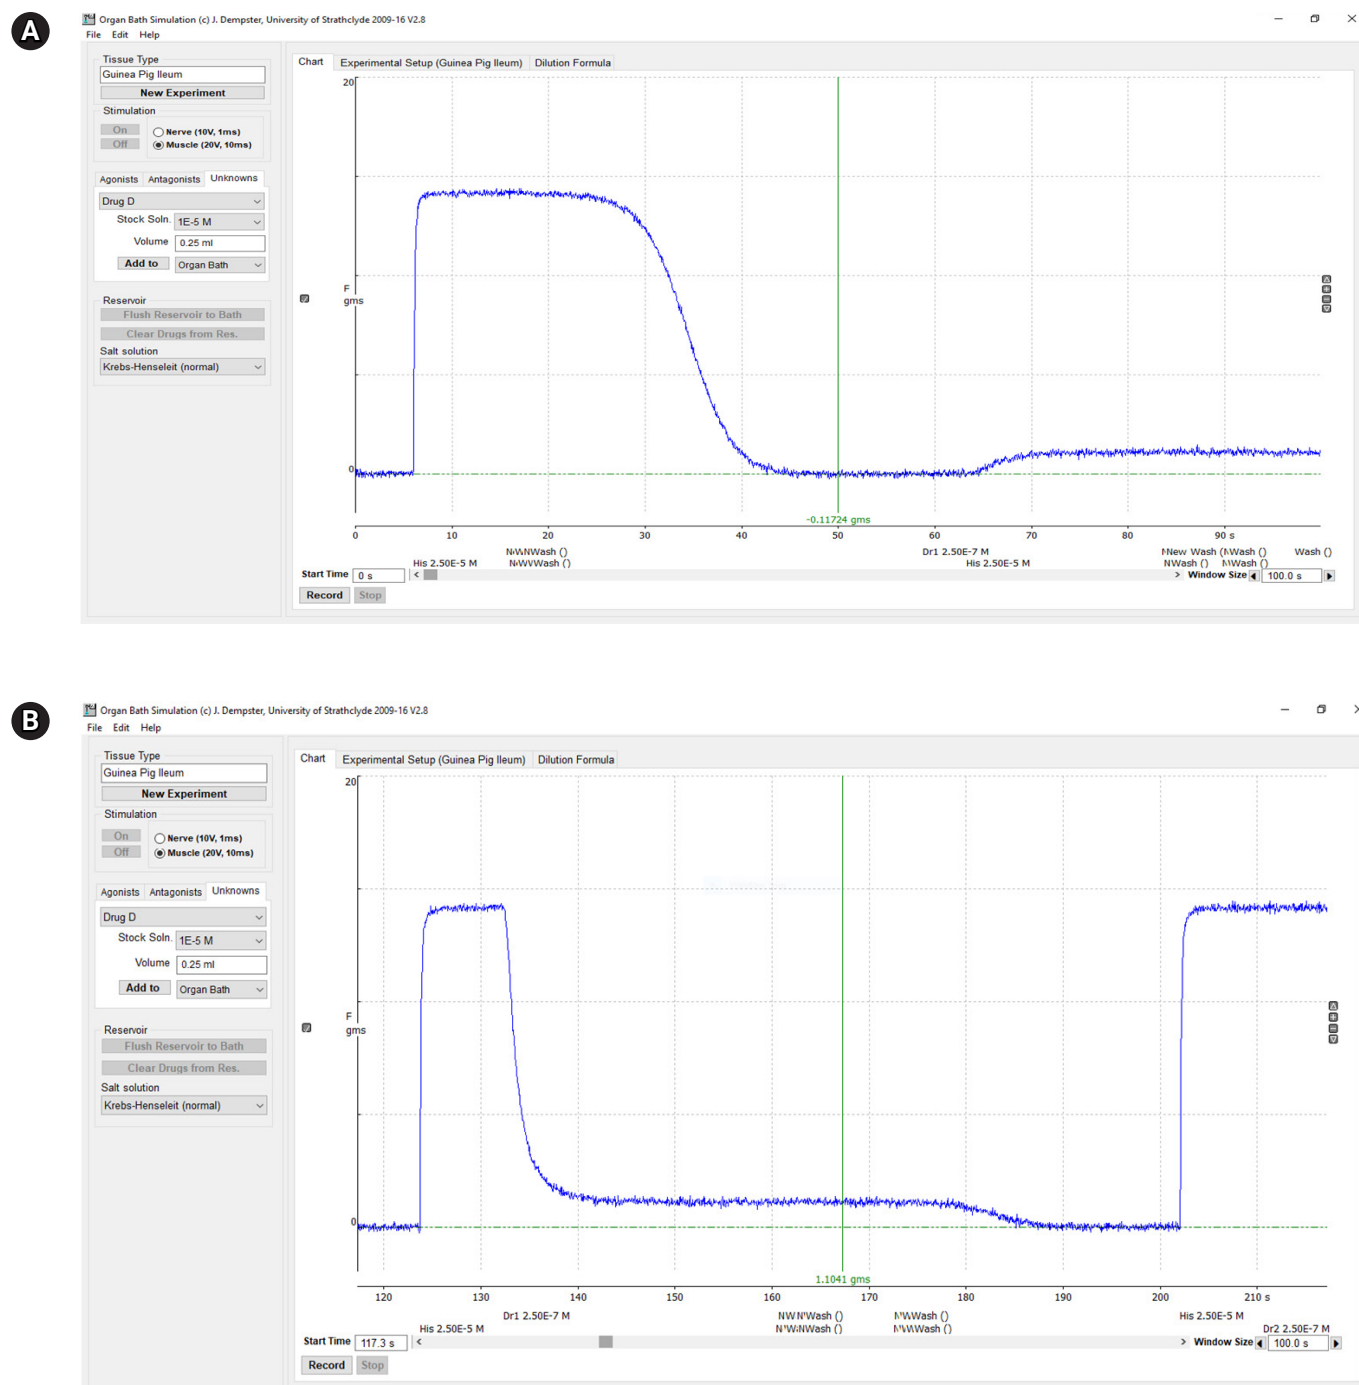 A
Organ Bath Simulation (c) J. Dempster, University of Strathclyde 2009-16 V2.8
File Edit Help
Tissue Type
Guinea Pig Ileum
New Experiment
Stimulation
On
Off
Nerve (10V, 1ms)
Muscle (20V, 10ms)
Agonists Antagonists Unknowns
Drug D
Stock Soln. 1E-5 M
Volume 0.25 ml
Add to Organ Bath
Reservoir
Flush Reservoir to Bath
Clear Drugs from Res.
Salt solution
Krebs-Henseleit (normal)
Chart Experimental Setup (Guinea Pig Ileum) Dilution Formula
20
F
gms
0
-0.11724 gms
0 10 20 30 40 50 60 70 80 90 s
Wash () Dr1 2.50E-7 M Wash () Wash ()
His 2.50E-5 M Wash () His 2.50E-5 M Wash () Wash ()
Start Time 0 s < > Window Size 100.0 s
Record Stop
B
Organ Bath Simulation (c) J. Dempster, University of Strathclyde 2009-16 V2.8
File Edit Help
Tissue Type
Guinea Pig Ileum
New Experiment
Stimulation
On
Off
Nerve (10V, 1ms)
Muscle (20V, 10ms)
Agonists Antagonists Unknowns
Drug D
Stock Soln. 1E-5 M
Volume 0.25 ml
Add to Organ Bath
Reservoir
Flush Reservoir to Bath
Clear Drugs from Res.
Salt solution
Krebs-Henseleit (normal)
Chart Experimental Setup (Guinea Pig Ileum) Dilution Formula
20
F
gms
0
1.1041 gms
120 130 140 150 160 170 180 190 200 210 s
Dr1 2.50E-7 M Wash () Wash () His 2.50E-5 M
His 2.50E-5 M Wash () Wash () Dr2 2.50E-7 M
Start Time 117.3 s < > Window Size 100.0 s
Record Stop